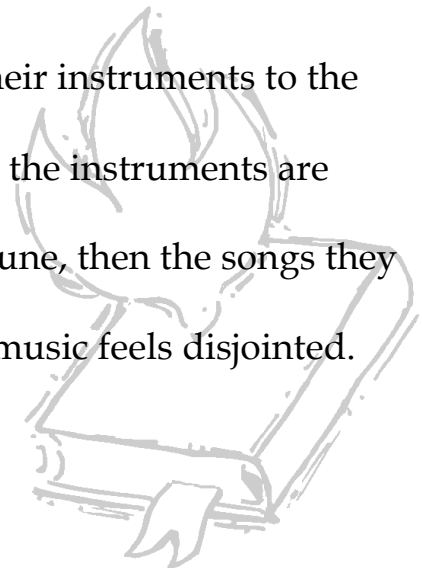 heir instruments to the
the instruments are
une, then the songs they
music feels disjointed.